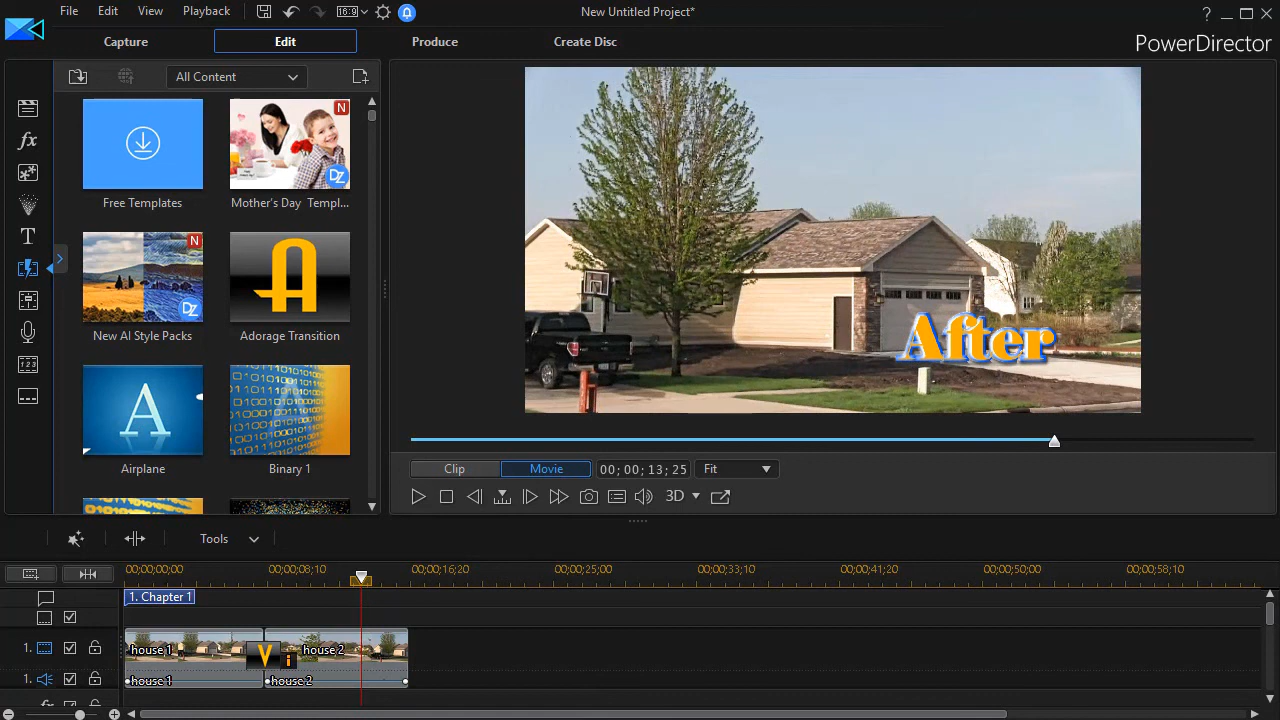 File Edit View Playback 16:9 New Untitled Project* ?
Capture Edit Produce Create Disc PowerDirector
All Content
N
Free Templates Mother's Day Templ...
DZ
N
DZ
A
New AI Style Packs Adorage Transition
fx
T
A
Airplane Binary 1
123
After
Clip Movie 00; 00; 13; 25 Fit
3D
Tools
00;00;00;00 00;00;08;10 00;00;16;20 00;00;25;00 00;00;33;10 00;00;41;20 00;00;50;00 00;00;58;10
1. Chapter 1
1. house 1 V i house 2
1. house 1 house 2